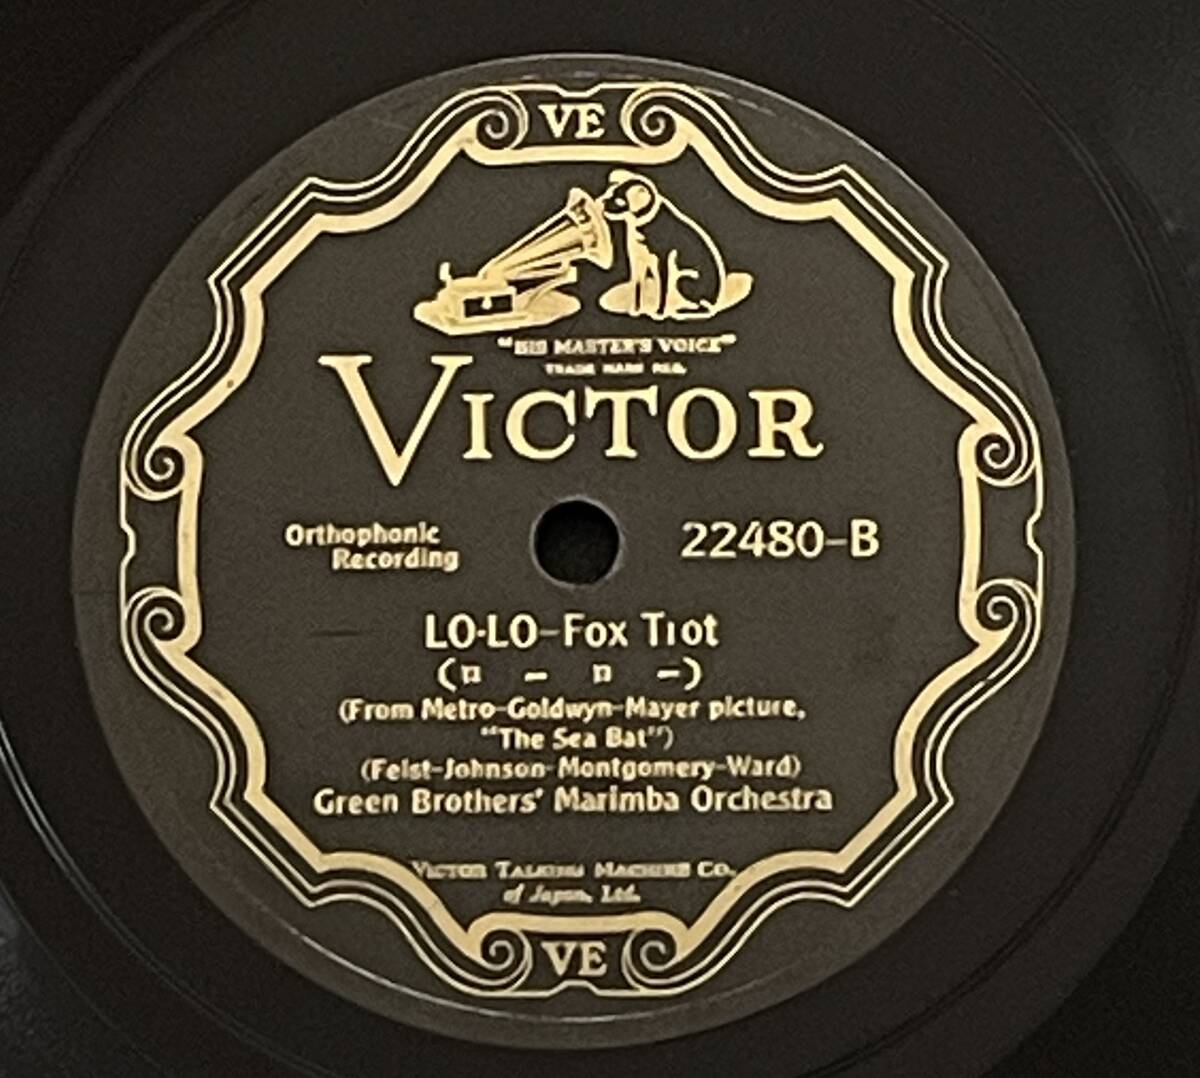 VE
"HIS MASTER'S VOICE"
TRADE MARK REG.
VICTOR
Orthophonic
Recording
22480-B
LO-LO-Fox Trot
(ロ ー ロ ー)
(From Metro-Goldwyn-Mayer picture,
"The Sea Bat")
(Feist-Johnson-Montgomery-Ward)
Green Brothers' Marimba Orchestra
VICTOR TALKING MACHINE CO.
of Japan, Ltd.
VE